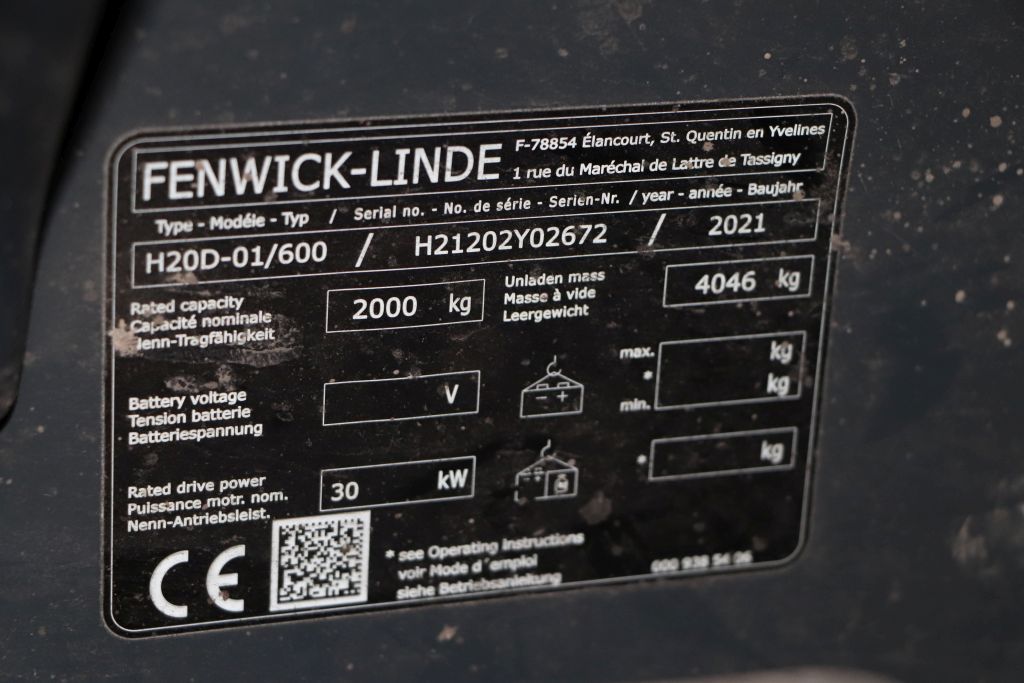 FENWICK-LINDE
F-78854 Élancourt, St. Quentin en Yvelines
1 rue du Maréchal de Lattre de Tassigny
Type - Modéle - Typ / Serial no. - No. de série - Serien-Nr. / year - année - Baujahr
H20D-01/600 / H21202Y02672 / 2021
Rated capacity
Capacité nominale
Nenn-Tragfähigkeit
2000 kg
Unladen mass
Masse à vide
Leergewicht
4046 kg
Battery voltage
Tension batterie
Batteriespannung
V
max. kg
* kg
min.
Rated drive power
Puissance motr. nom.
Nenn-Antriebsleist.
30 kW
* kg
CE
* see Operating instructions
voir Mode d´emploi
siehe Betriebsanleitung